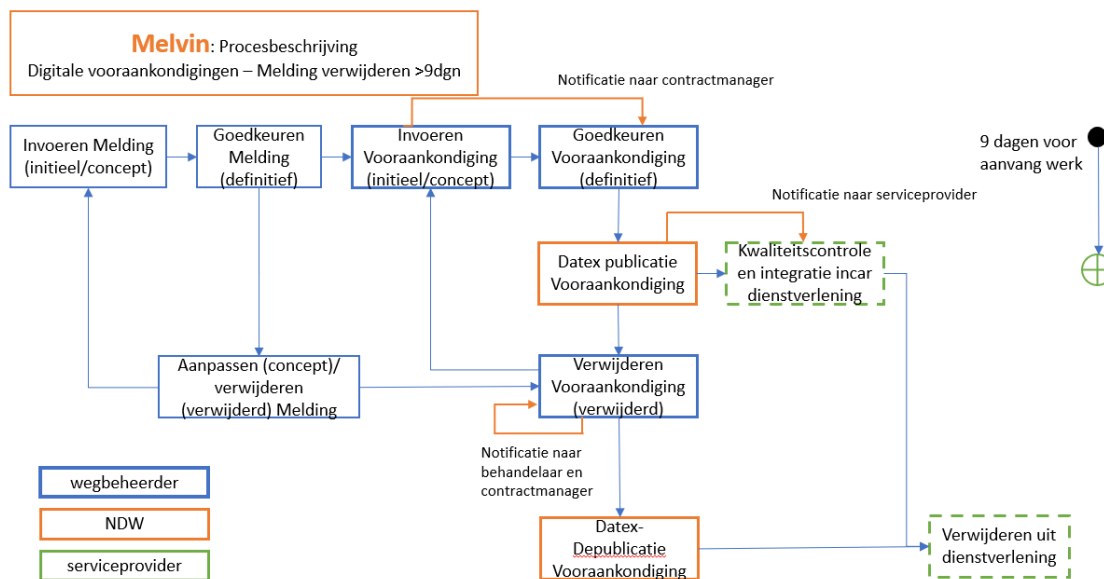 Melvin: Procesbeschrijving
Digitale vooraankondigingen – Melding verwijderen >9dgn
Notificatie naar contractmanager
Invoeren Melding
(initieel/concept)
Goedkeuren
Melding
(definitief)
Invoeren
Vooraankondiging
(initieel/concept)
Goedkeuren
Vooraankondiging
(definitief)
9 dagen voor
aanvang werk
Notificatie naar serviceprovider
Datex publicatie
Vooraankondiging
Kwaliteitscontrole
en integratie incar
dienstverlening
Aanpassen (concept)/
verwijderen
(verwijderd) Melding
Verwijderen
Vooraankondiging
(verwijderd)
Notificatie naar
behandelaar en
contractmanager
wegbeheerder
NDW
serviceprovider
Datex-
Depublicatie
Vooraankondiging
Verwijderen uit
dienstverlening